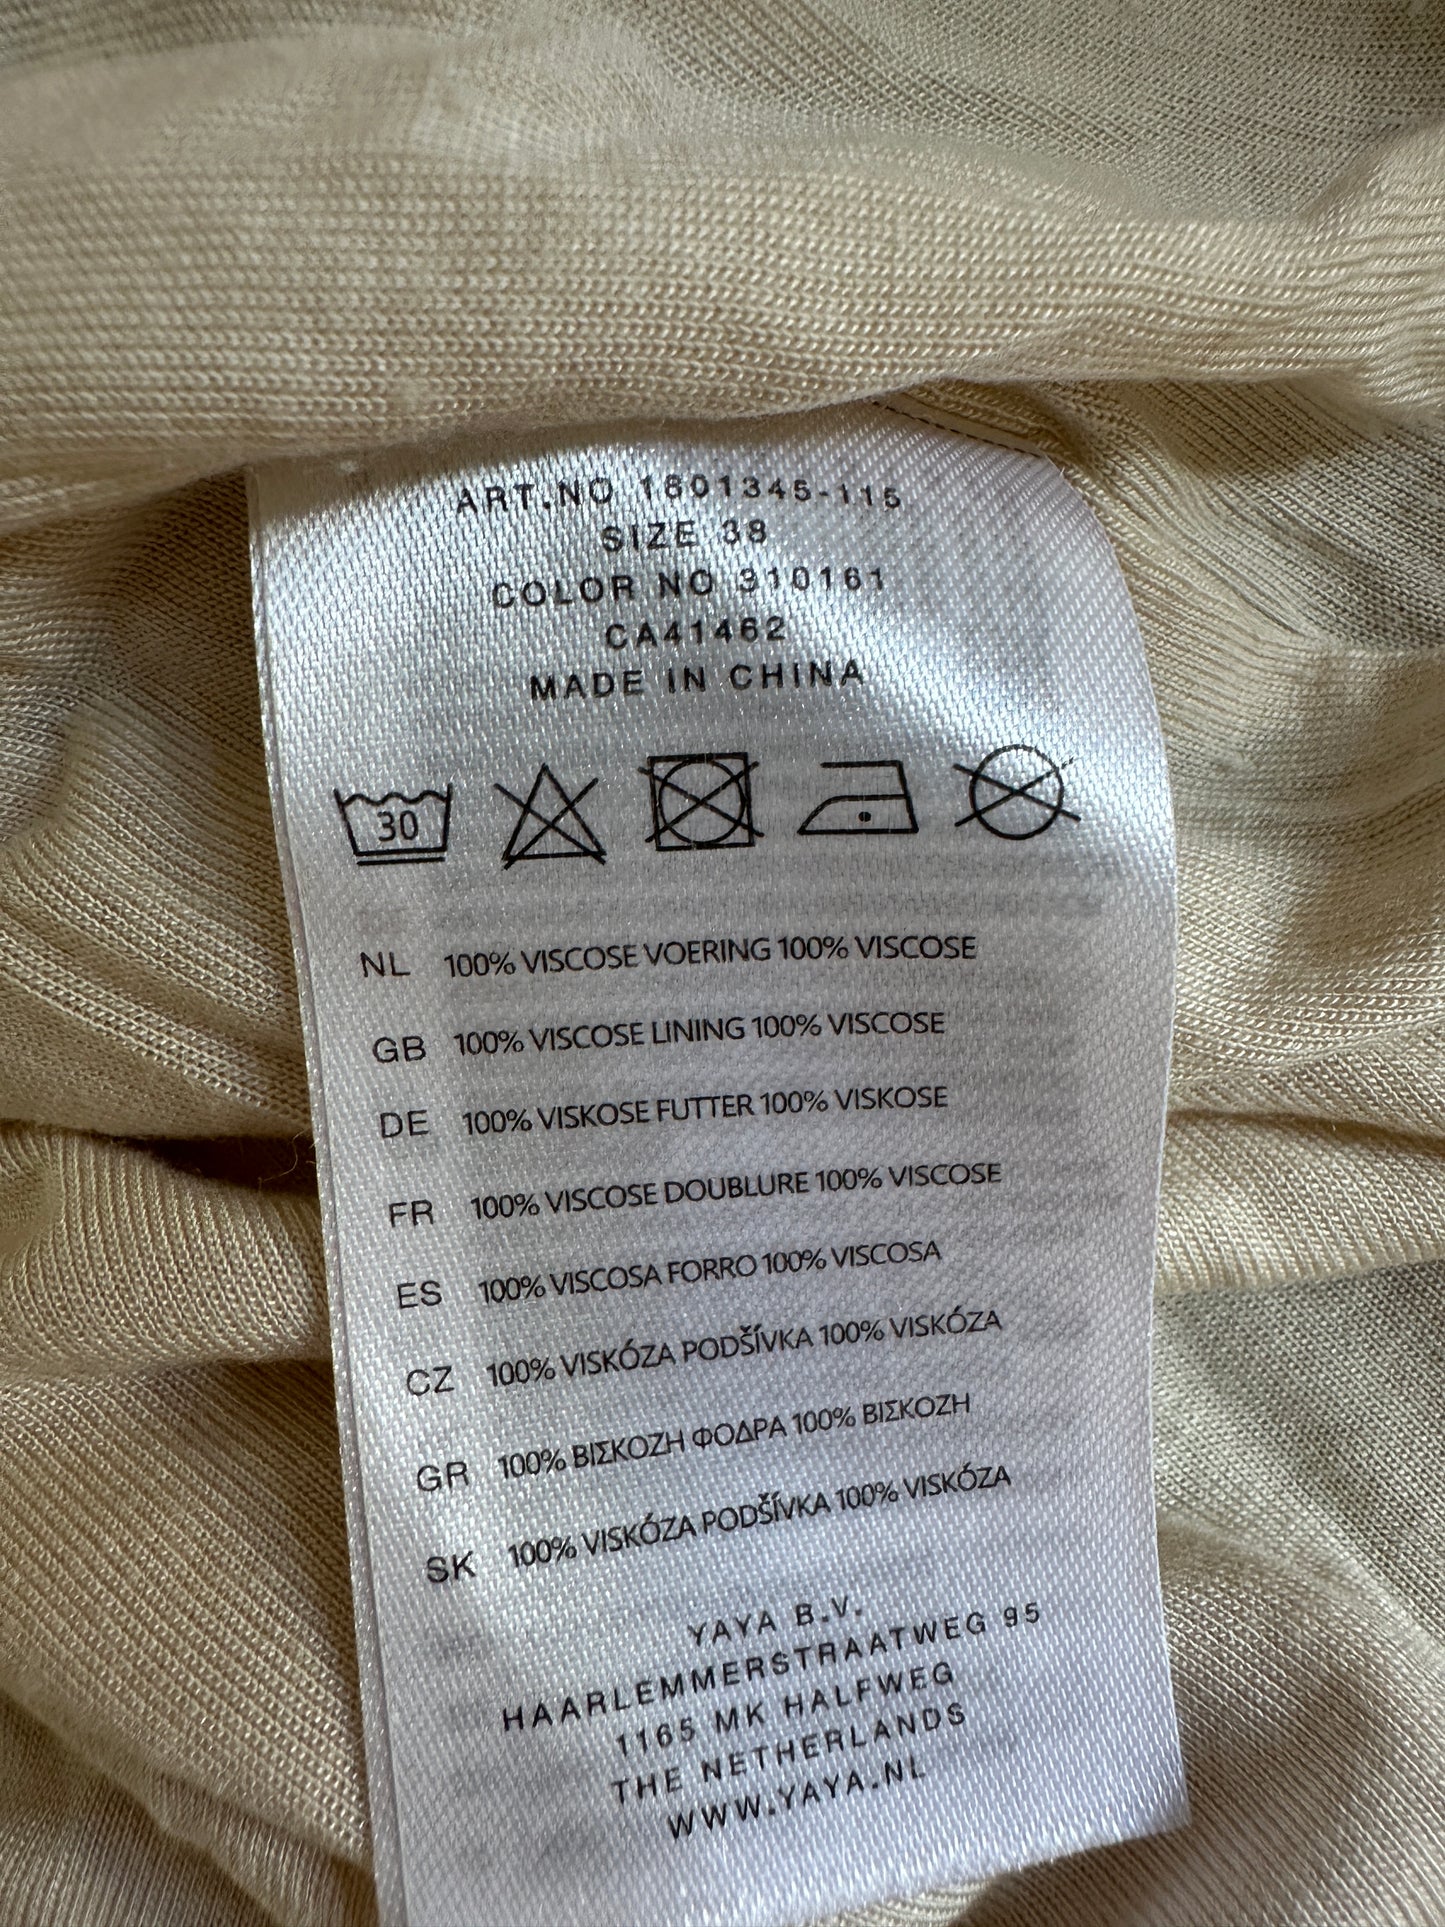 ART.NO 1801345-115
SIZE 38
COLOR NO 310161
CA41462
MADE IN CHINA
30
NL 100% VISCOSE VOERING 100% VISCOSE
GB 100% VISCOSE LINING 100% VISCOSE
DE 100% VISKOSE FUTTER 100% VISKOSE
FR 100% VISCOSE DOUBLURE 100% VISCOSE
ES 100% VISCOSA FORRO 100% VISCOSA
CZ 100% VISKÓZA PODŠÍVKA 100% VISKÓZA
GR 100% ΒΙΣΚΟΖΗ ΦΟΔΡΑ 100% ΒΙΣΚΟΖΗ
SK 100% VISKÓZA PODŠÍVKA 100% VISKÓZA
YAYA B.V.
HAARLEMMERSTRAATWEG 95
1165 MK HALFWEG
THE NETHERLANDS
WWW.YAYA.NL